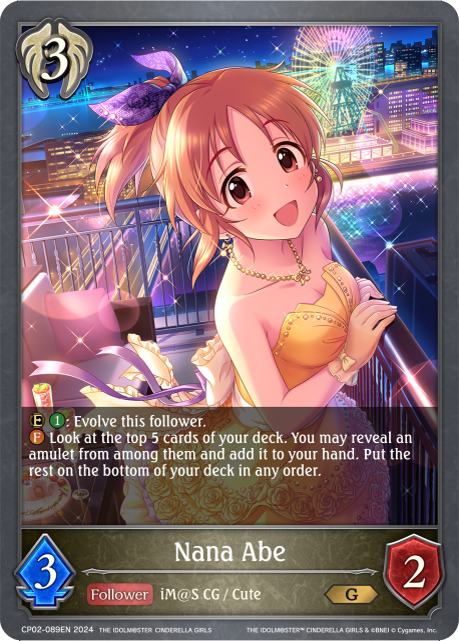 3
E 1 : Evolve this follower.
F Look at the top 5 cards of your deck. You may reveal an
amulet from among them and add it to your hand. Put the
rest on the bottom of your deck in any order.
Nana Abe
3
Follower iM@S CG / Cute
G
2
CP02-089EN 2024 THE IDOLM@STER CINDERELLA GIRLS THE IDOLM@STER™ CINDERELLA GIRLS & ©BNEI © Cygames, Inc.